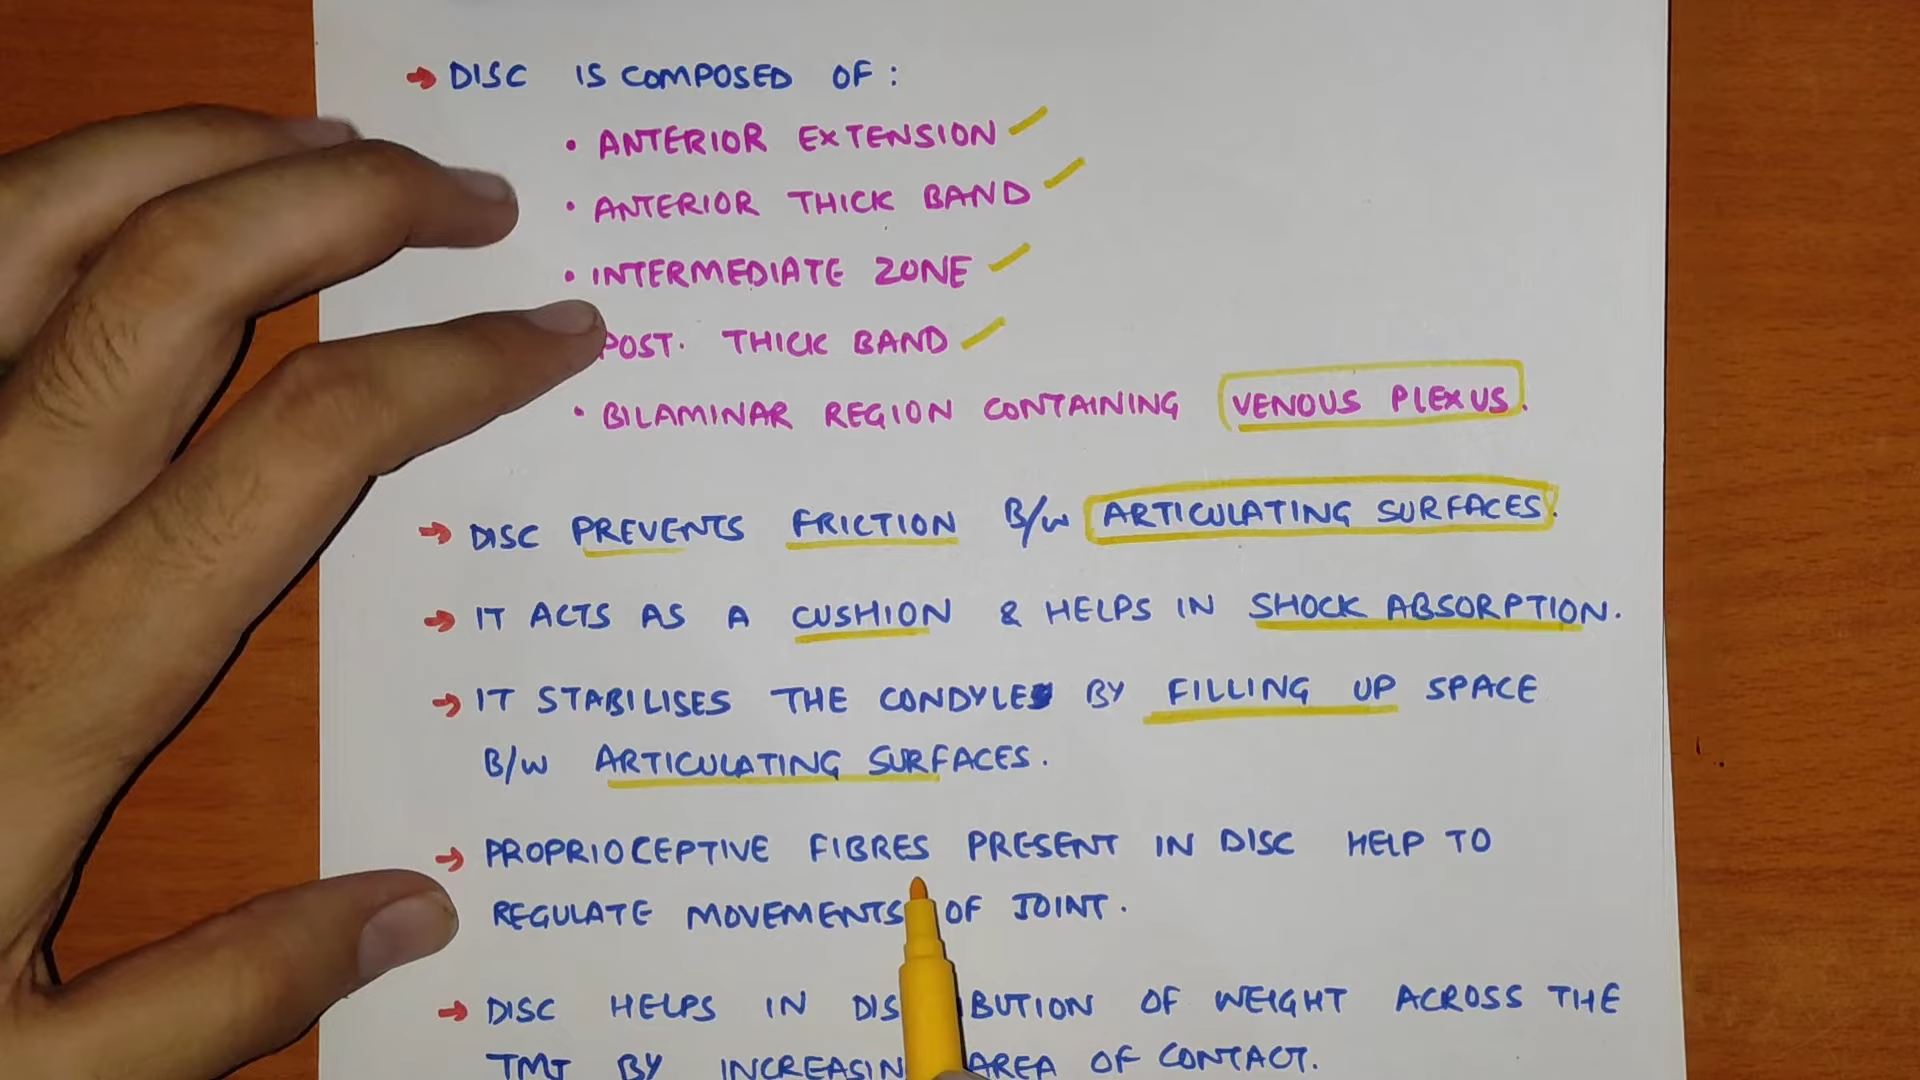 → DISC IS COMPOSED OF :
• ANTERIOR EXTENSION
• ANTERIOR THICK BAND
• INTERMEDIATE ZONE
POST. THICK BAND
• BILAMINAR REGION CONTAINING VENOUS PLEXUS.
→ DISC PREVENTS FRICTION B/W ARTICULATING SURFACES.
→ IT ACTS AS A CUSHION & HELPS IN SHOCK ABSORPTION.
→ IT STABILISES THE CONDYLE BY FILLING UP SPACE
B/W ARTICULATING SURFACES.
→ PROPRIOCEPTIVE FIBRES PRESENT IN DISC HELP TO
REGULATE MOVEMENTS OF JOINT.
→ DISC HELPS IN OF WEIGHT ACROSS THE
TMJ BY AREA OF CONTACT.